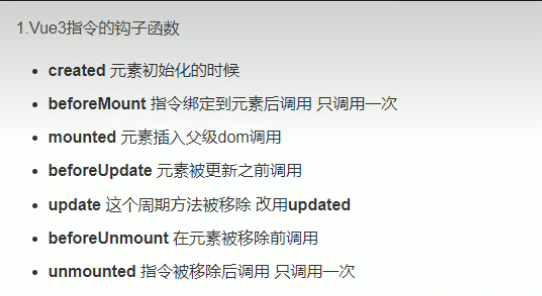 1.Vue3指令的钩子函数
• created 元素初始化的时候
• beforeMount 指令绑定到元素后调用 只调用一次
• mounted 元素插入父级dom调用
• beforeUpdate 元素被更新之前调用
• update 这个周期方法被移除 改用updated
• beforeUnmount 在元素被移除前调用
• unmounted 指令被移除后调用 只调用一次